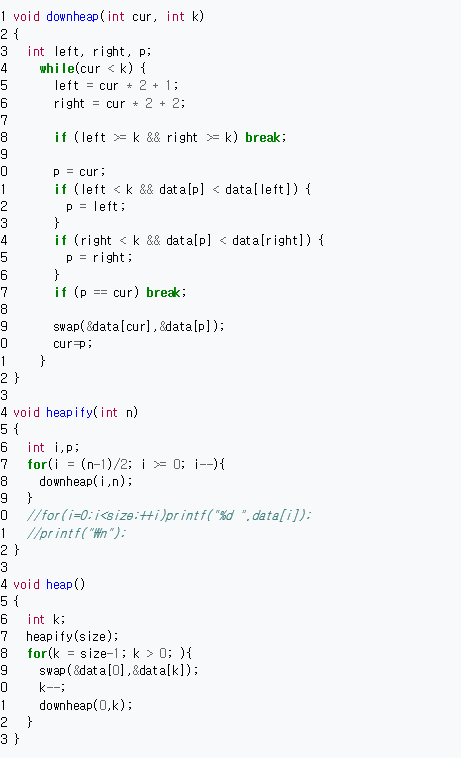 1 void downheap(int cur, int k)
2 {
3   int left, right, p;
4     while(cur < k) {
5       left = cur * 2 + 1;
6       right = cur * 2 + 2;
7
8       if (left >= k && right >= k) break;
9
0       p = cur;
1       if (left < k && data[p] < data[left]) {
2         p = left;
3       }
4       if (right < k && data[p] < data[right]) {
5         p = right;
6       }
7       if (p == cur) break;
8
9       swap(&data[cur],&data[p]);
0       cur=p;
1     }
2 }
3
4 void heapify(int n)
5 {
6   int i,p;
7   for(i = (n-1)/2; i >= 0; i--){
8     downheap(i,n);
9   }
0   //for(i=0;i<size;++i)printf("%d ",data[i]);
1   //printf("₩n");
2 }
3
4 void heap()
5 {
6   int k;
7   heapify(size);
8   for(k = size-1; k > 0; ){
9     swap(&data[0],&data[k]);
0     k--;
1     downheap(0,k);
2   }
3 }